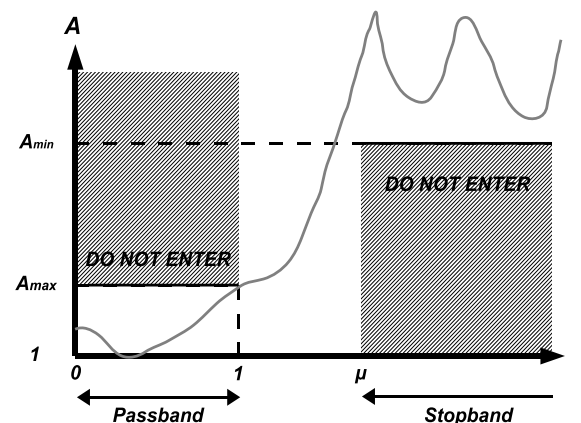 A
Amin
DO NOT ENTER
DO NOT ENTER
Amax
1
0 1 μ
Passband Stopband